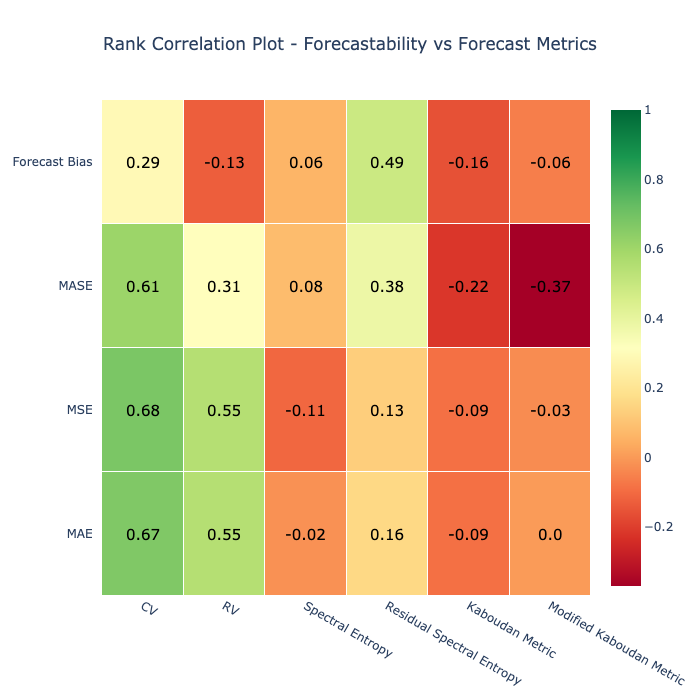 Rank Correlation Plot - Forecastability vs Forecast Metrics
Forecast Bias 0.29 -0.13 0.06 0.49 -0.16 -0.06
MASE 0.61 0.31 0.08 0.38 -0.22 -0.37
MSE 0.68 0.55 -0.11 0.13 -0.09 -0.03
MAE 0.67 0.55 -0.02 0.16 -0.09 0.0
CV
RV
Spectral Entropy
Residual Spectral Entropy
Kaboudan Metric
Modified Kaboudan Metric
1
0.8
0.6
0.4
0.2
0
−0.2